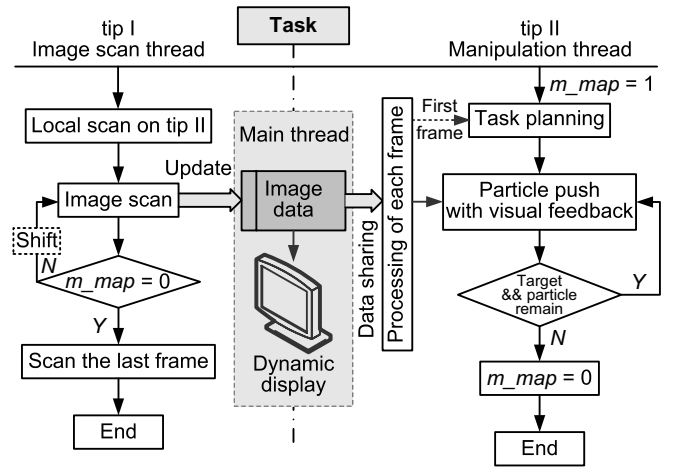 tip I
Image scan thread
Task
tip II
Manipulation thread
m_map = 1
Local scan on tip II
Main thread
First
frame
Task planning
Update
Image scan
Image
data
Data sharing
Processing of each frame
Particle push
with visual feedback
Shift
N
m_map = 0
Y
Target
&& particle
remain
Y
N
Scan the last frame
Dynamic
display
m_map = 0
End
End